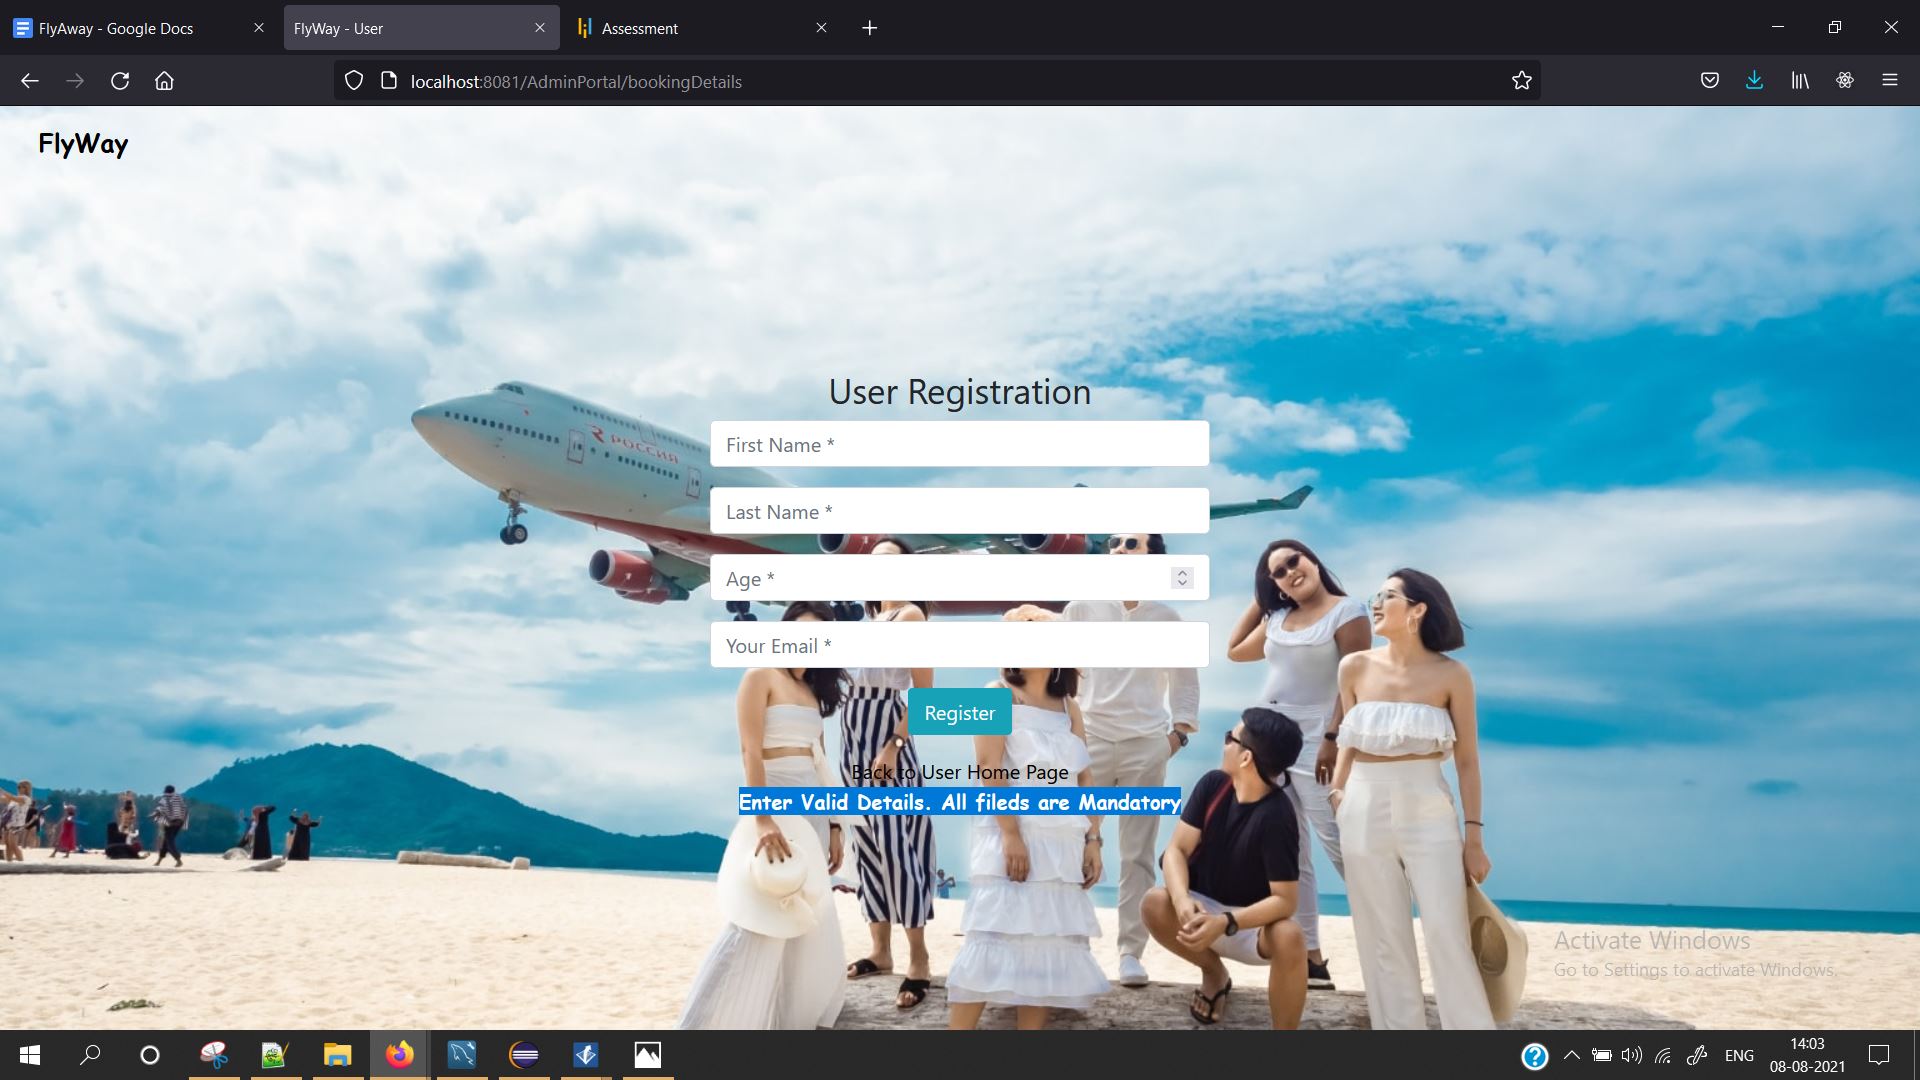 FlyAway - Google Docs
FlyWay - User
Assessment
localhost:8081/AdminPortal/bookingDetails
FlyWay
РОССИЯ
User Registration
First Name *
Last Name *
Age *
Your Email *
Register
Back to User Home Page
Enter Valid Details. All fileds are Mandatory
Activate Windows
Go to Settings to activate Windows.
ENG
14:03
08-08-2021